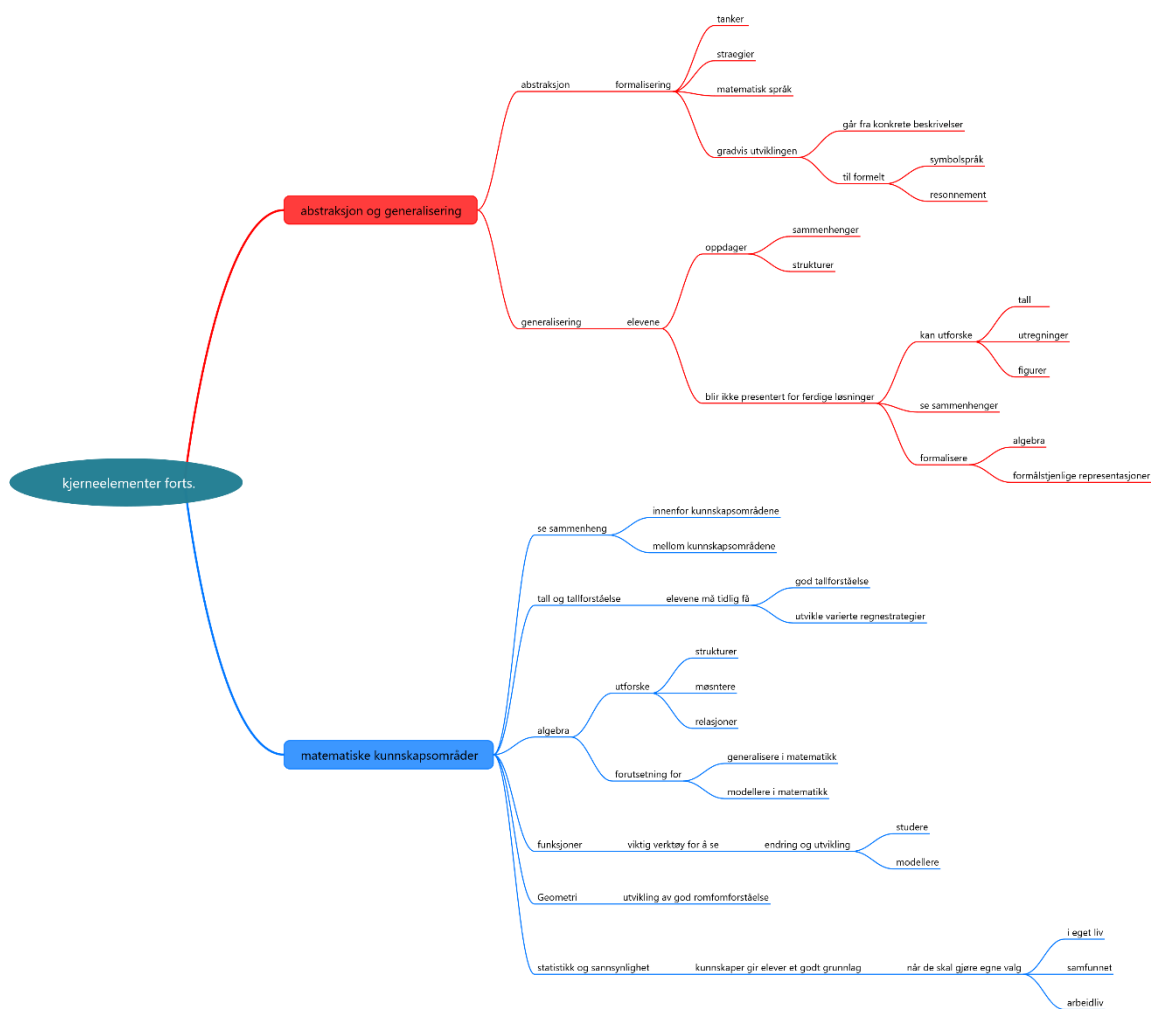 kjerneelementer forts.
abstraksjon og generalisering
abstraksjon
formalisering
tanker
straegier
matematisk språk
gradvis utviklingen
går fra konkrete beskrivelser
til formelt
symbolspråk
resonnement
generalisering
elevene
oppdager
sammenhenger
strukturer
blir ikke presentert for ferdige løsninger
kan utforske
tall
utregninger
figurer
se sammenhenger
formalisere
algebra
formålstjenlige representasjoner
matematiske kunnskapsområder
se sammenheng
innenfor kunnskapsområdene
mellom kunnskapsområdene
tall og tallforståelse
elevene må tidlig få
god tallforståelse
utvikle varierte regnestrategier
algebra
utforske
strukturer
møsntere
relasjoner
forutsetning for
generalisere i matematikk
modellere i matematikk
funksjoner
viktig verktøy for å se
endring og utvikling
studere
modellere
Geometri
utvikling av god romfomforståelse
statistikk og sannsynlighet
kunnskaper gir elever et godt grunnlag
når de skal gjøre egne valg
i eget liv
samfunnet
arbeidliv